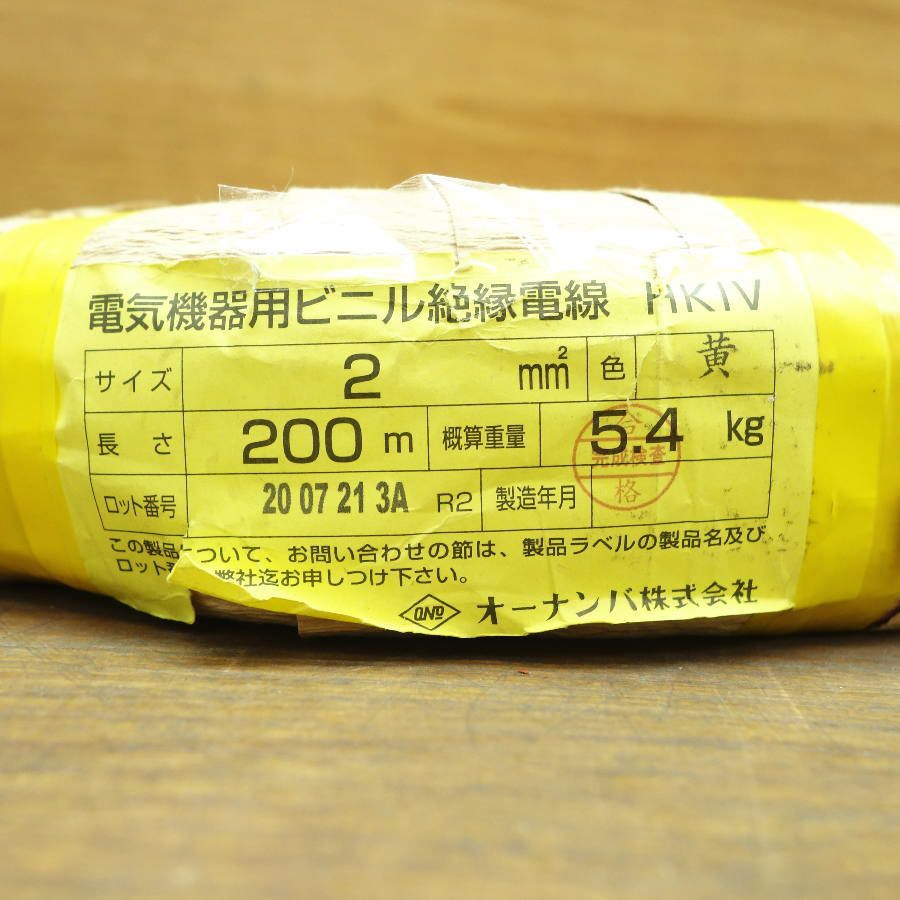 電気機器用ビニル絶縁電線 HKIV
サイズ 2 mm² 色 黄
長さ 200 m 概算重量 5.4 kg
合 完成検査 格
ロット番号 20 07 21 3A R2 製造年月
この製品について、お問い合わせの節は、製品ラベルの製品名及び
ロット 弊社迄お申しつけ下さい。
ONO オーナンバ株式会社